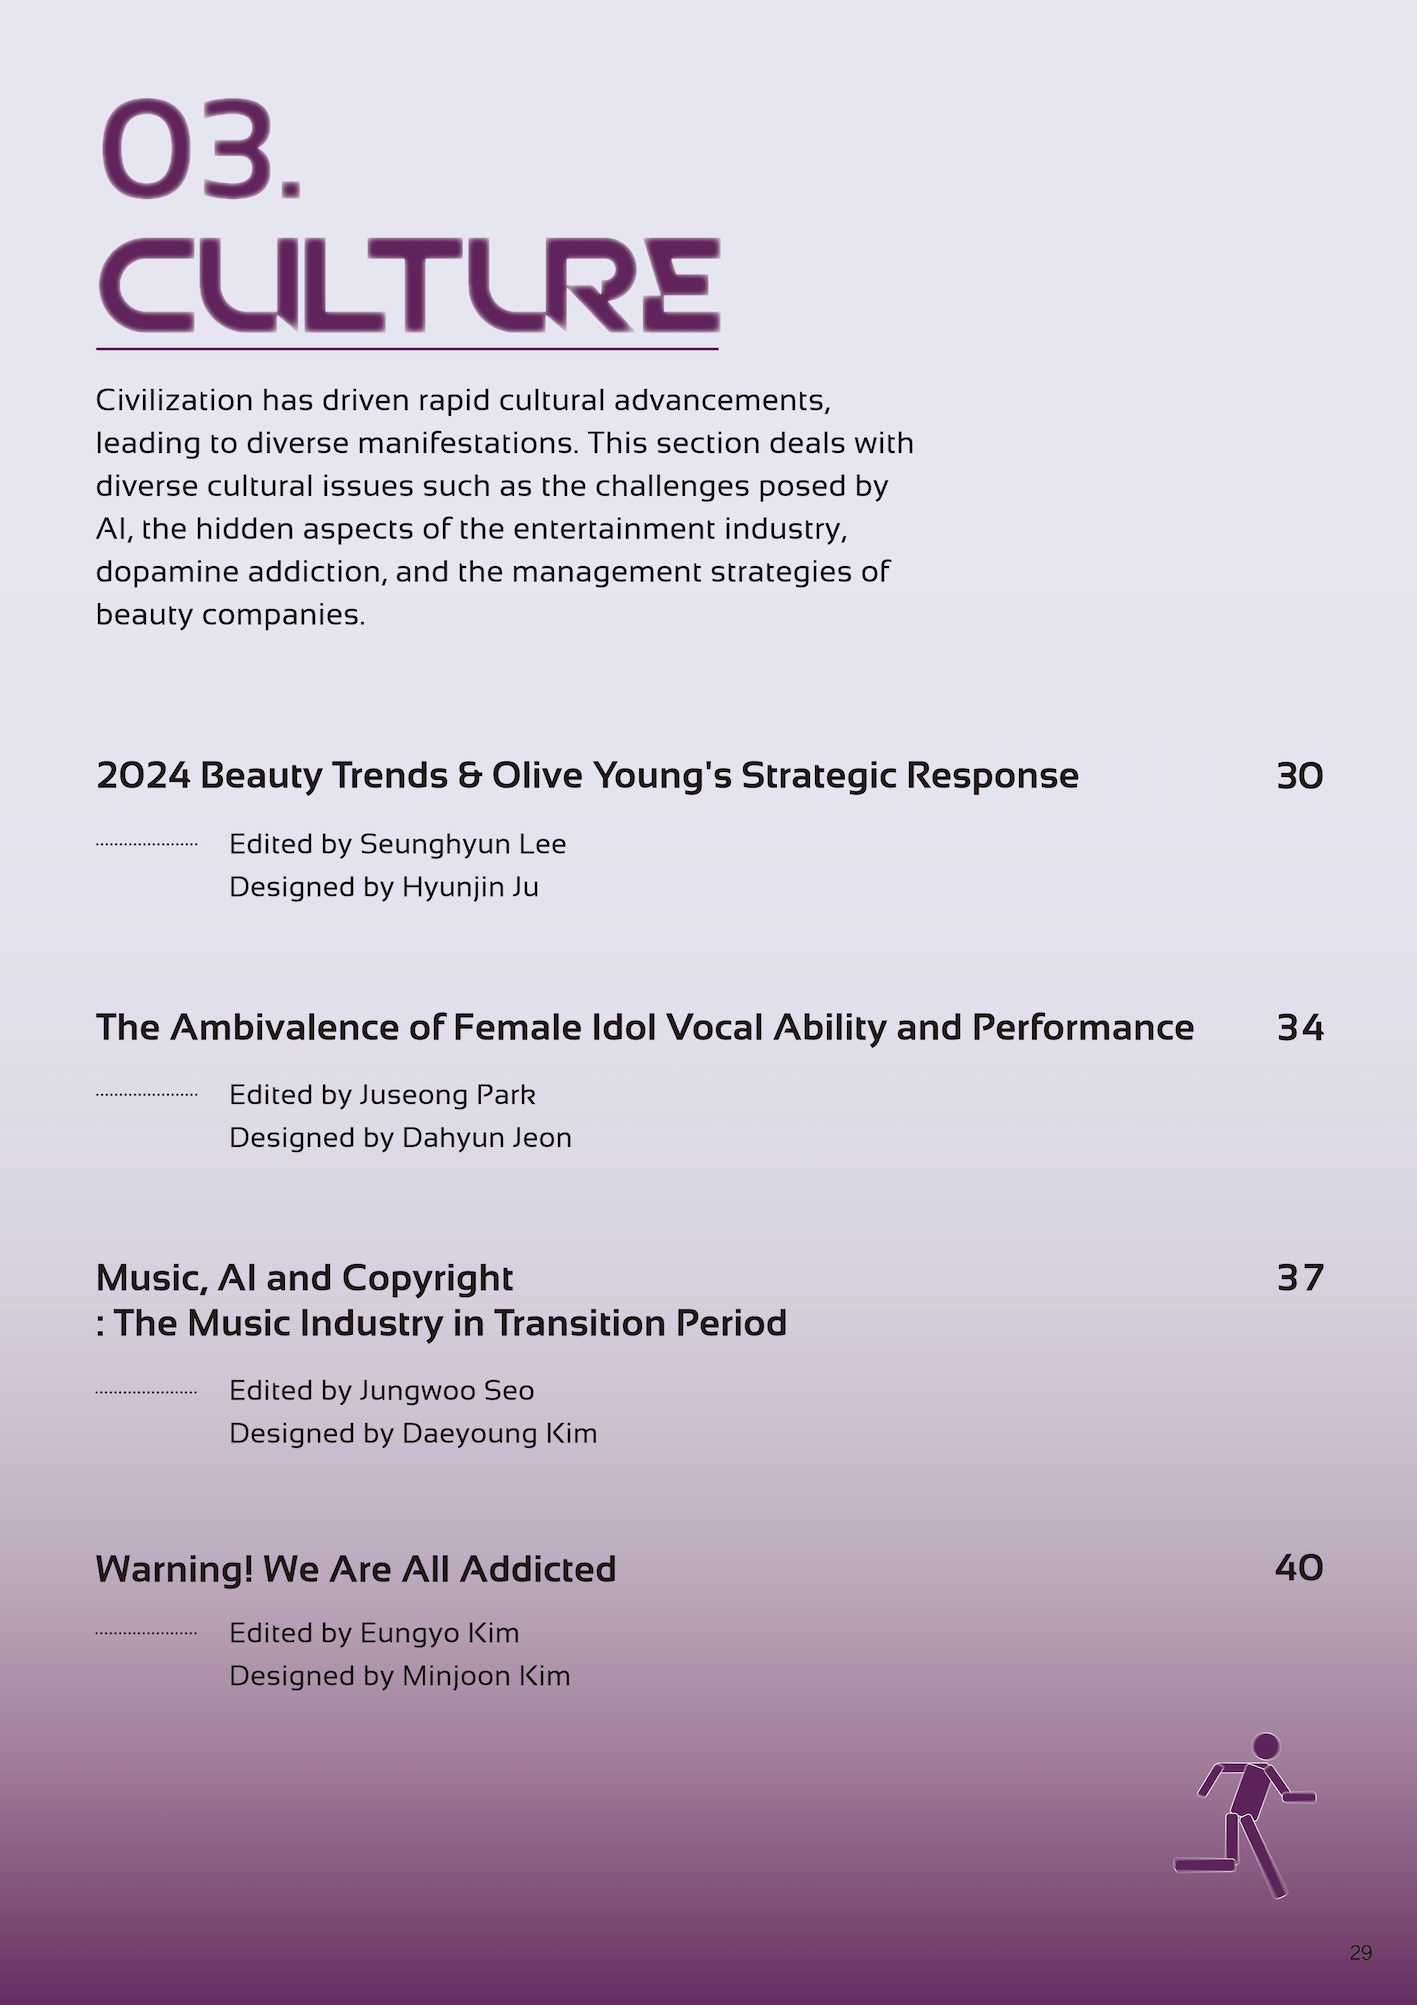 03.
CULTURE
Civilization has driven rapid cultural advancements,
leading to diverse manifestations. This section deals with
diverse cultural issues such as the challenges posed by
AI, the hidden aspects of the entertainment industry,
dopamine addiction, and the management strategies of
beauty companies.
2024 Beauty Trends & Olive Young's Strategic Response 30
Edited by Seunghyun Lee
Designed by Hyunjin Ju
The Ambivalence of Female Idol Vocal Ability and Performance 34
Edited by Juseong Park
Designed by Dahyun Jeon
Music, AI and Copyright 37
: The Music Industry in Transition Period
Edited by Jungwoo Seo
Designed by Daeyoung Kim
Warning! We Are All Addicted 40
Edited by Eungyo Kim
Designed by Minjoon Kim
29